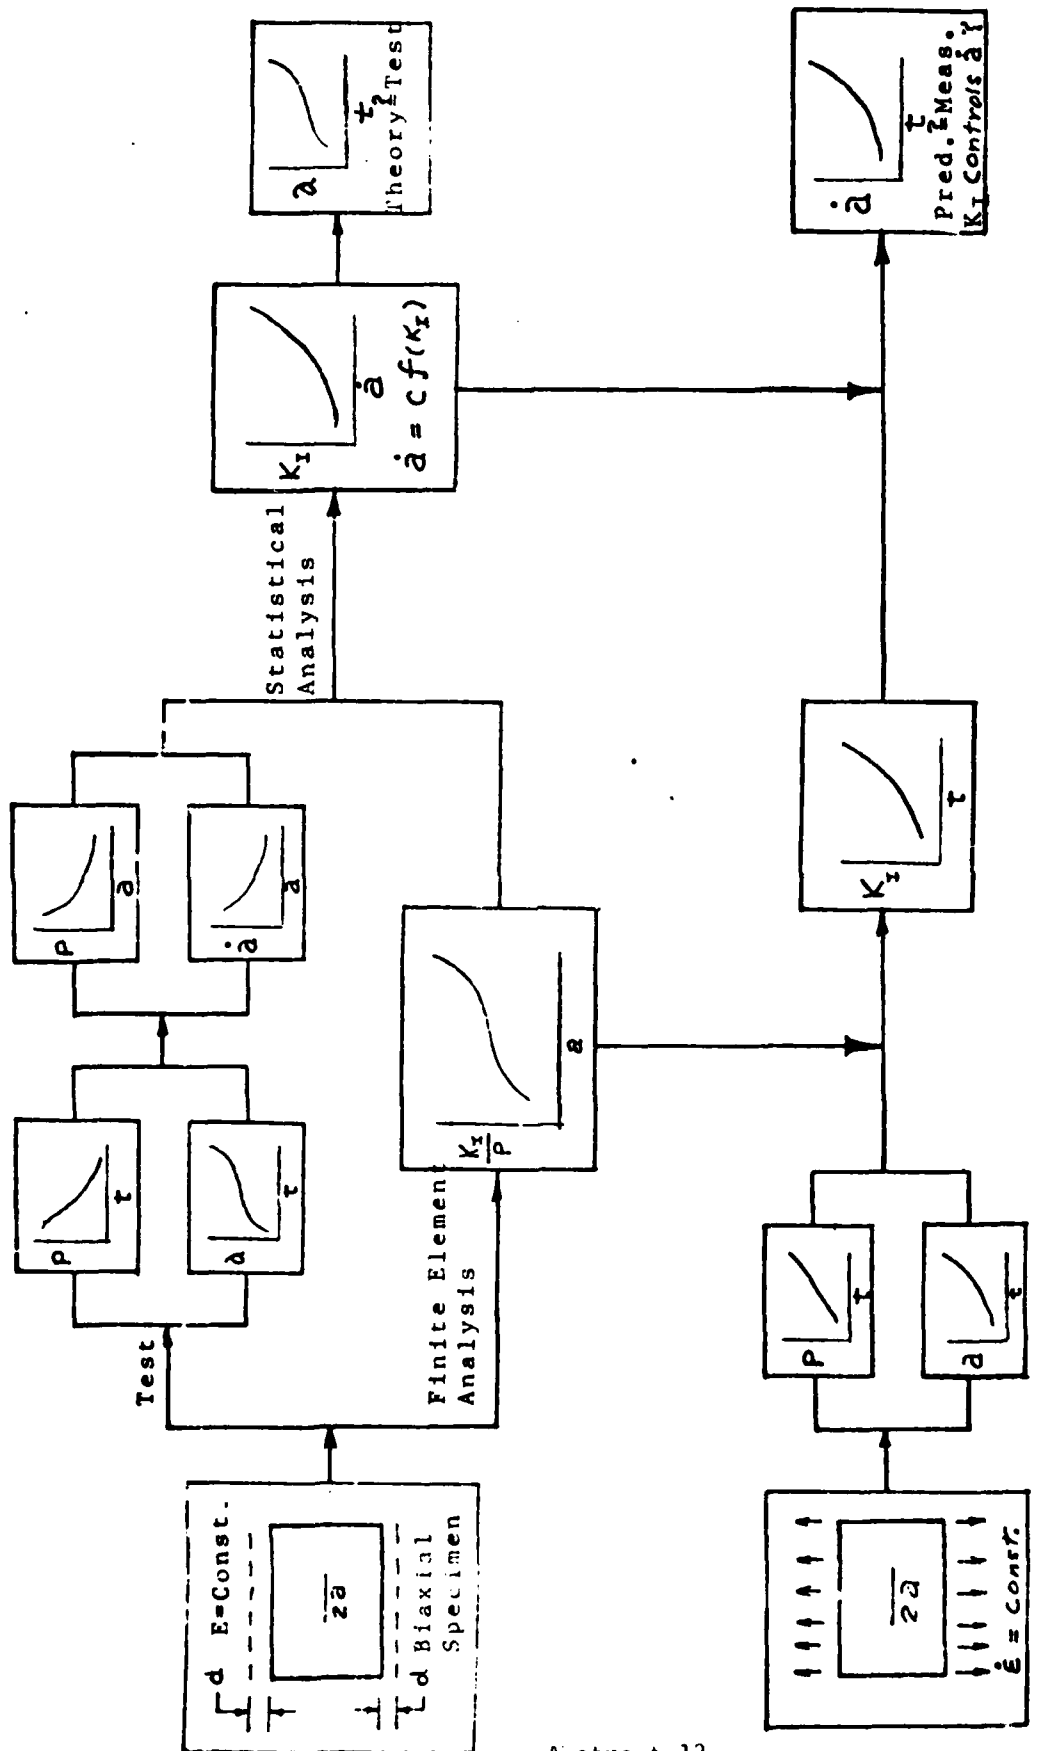 d E=Const.
2a
d Biaxial
Specimen
Test
P
t
a
t
P
a
ȧ
a
Finite Element
Analysis
K_I/P
a
Statistical
Analysis
K_I
ȧ
ȧ = C f(K_I)
a
t
Theory ?= Test
2a
Ė = Const.
P
t
a
t
K_I
t
ȧ
t
Pred. ?= Meas.
K_I Controls ȧ ?